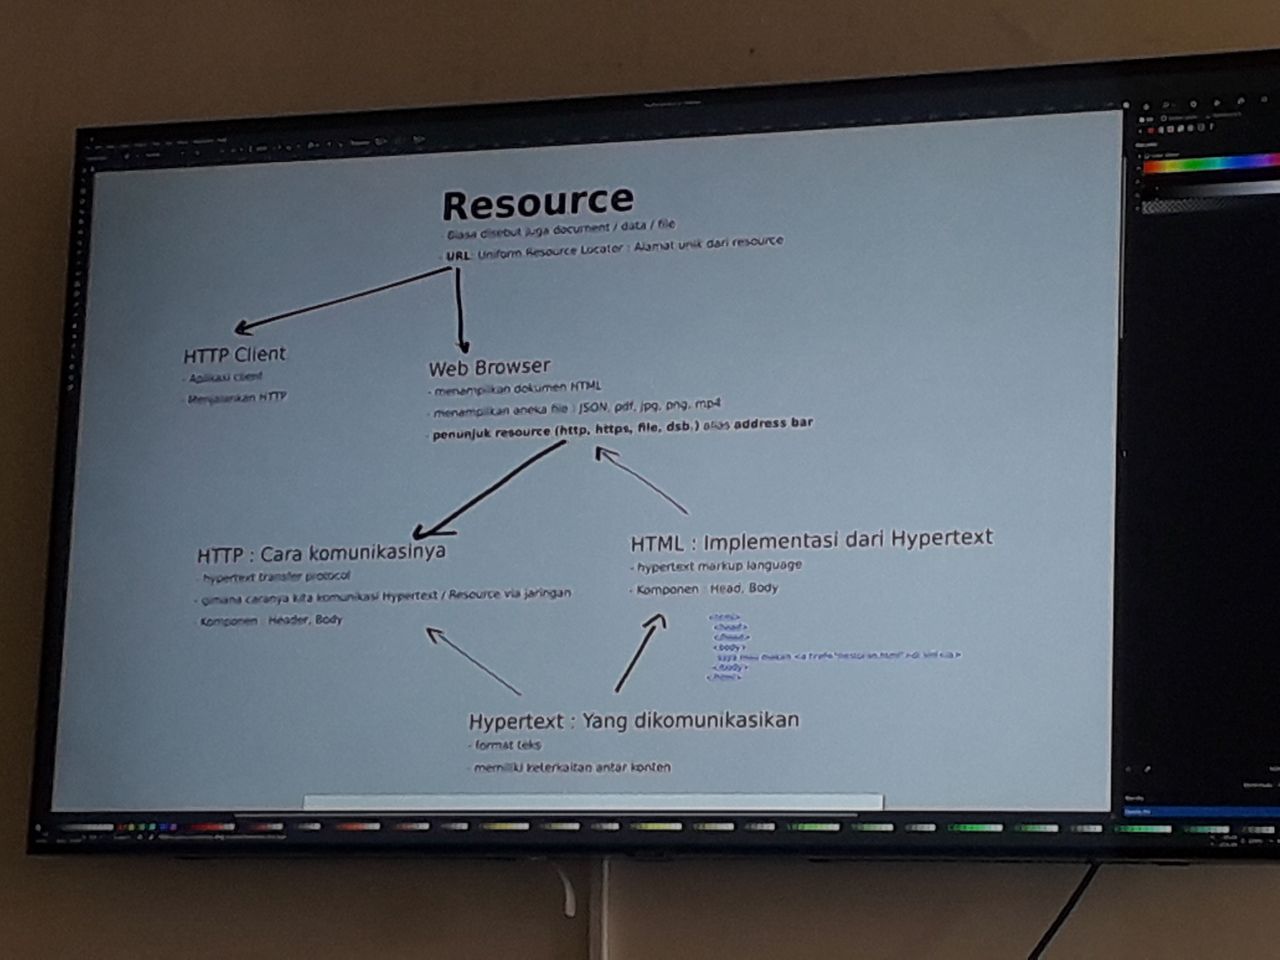 Resource
- Biasa disebut juga document / data / file
- URL: Uniform Resource Locator : Alamat unik dari resource
HTTP Client
- Aplikasi client
- Menjalankan HTTP
Web Browser
- menampilkan dokumen HTML
- menampilkan aneka file : JSON, pdf, jpg, png, mp4
- penunjuk resource (http, https, file, dsb.) alias address bar
HTTP : Cara komunikasinya
- hypertext transfer protocol
- gimana caranya kita komunikasi Hypertext / Resource via jaringan
- Komponen : Header, Body
HTML : Implementasi dari Hypertext
- hypertext markup language
- Komponen : Head, Body
<html>
<head>
</head>
<body>
saya mau makan <a href="restoran.html">di sini</a>
</body>
</html>
Hypertext : Yang dikomunikasikan
- format teks
- memiliki keterkaitan antar konten